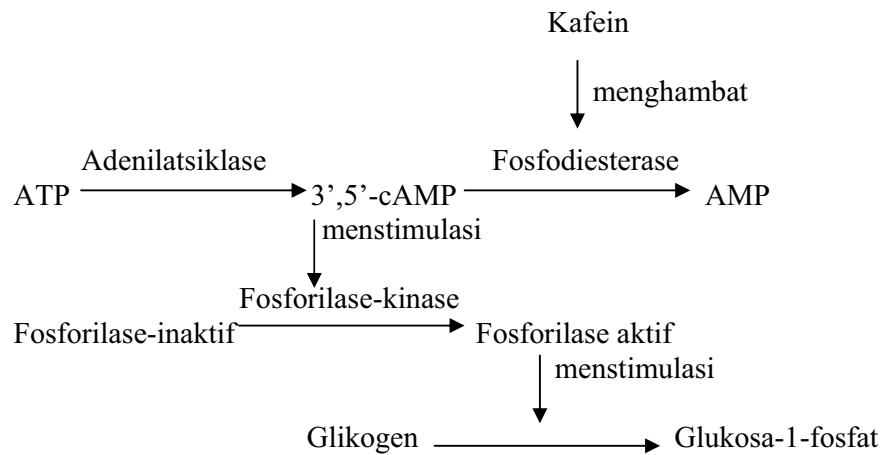 Kafein
menghambat
Adenilatsiklase Fosfodiesterase
ATP 3’,5’-cAMP AMP
menstimulasi
Fosforilase-kinase
Fosforilase-inaktif Fosforilase aktif
menstimulasi
Glikogen Glukosa-1-fosfat